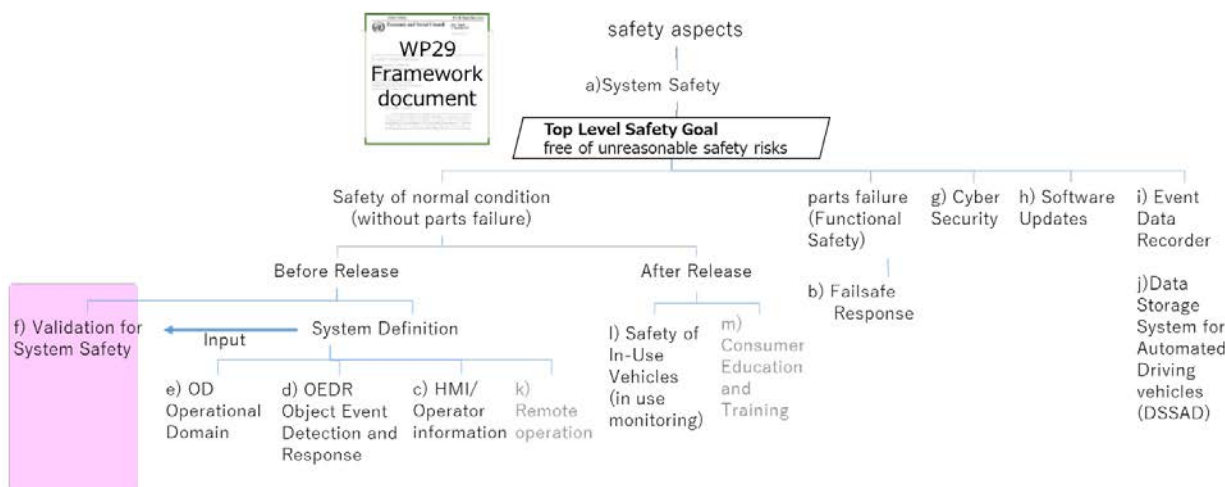 Economic and Social Council
WP29
Framework
document
safety aspects
a)System Safety
Top Level Safety Goal
free of unreasonable safety risks
Safety of normal condition
(without parts failure)
parts failure
(Functional
Safety)
g) Cyber
Security
h) Software
Updates
i) Event
Data
Recorder
Before Release
After Release
b) Failsafe
Response
j)Data
Storage
System for
Automated
Driving
vehicles
(DSSAD)
f) Validation for
System Safety
Input
System Definition
l) Safety of
In-Use
Vehicles
(in use
monitoring)
m)
Consumer
Education
and
Training
e) OD
Operational
Domain
d) OEDR
Object Event
Detection and
Response
c) HMI/
Operator
information
k)
Remote
operation